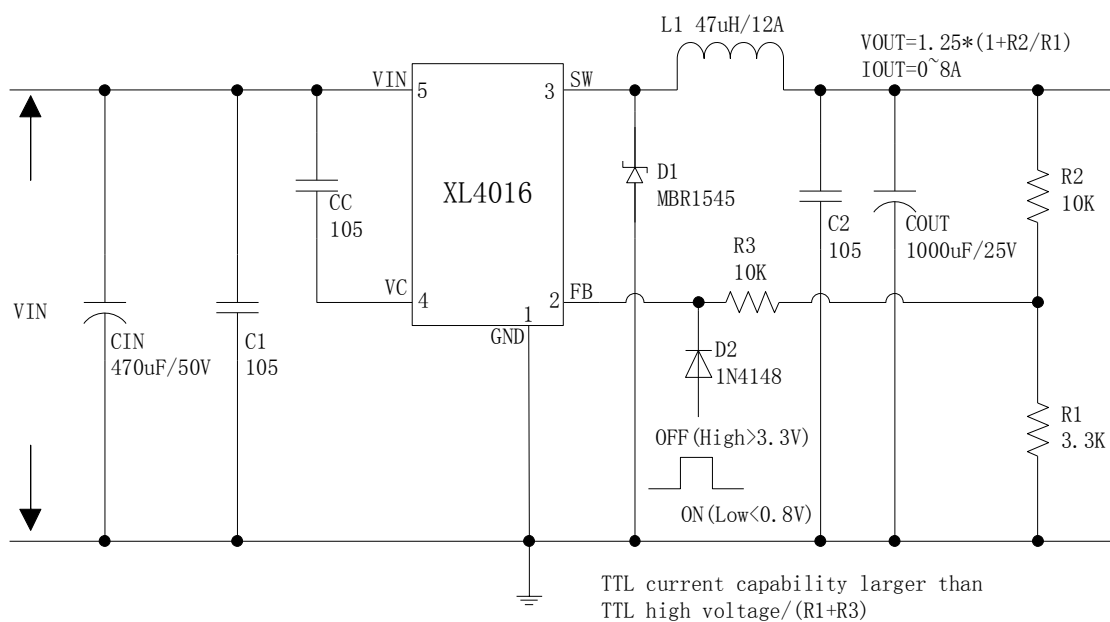 L1 47uH/12A
VOUT=1.25*(1+R2/R1)
IOUT=0~8A
VIN
5
3
SW
XL4016
CC
105
D1
MBR1545
C2
105
COUT
1000uF/25V
R2
10K
R3
10K
VC
4
2
FB
1
GND
VIN
CIN
470uF/50V
C1
105
D2
1N4148
R1
3.3K
OFF(High>3.3V)
ON(Low<0.8V)
TTL current capability larger than
TTL high voltage/(R1+R3)